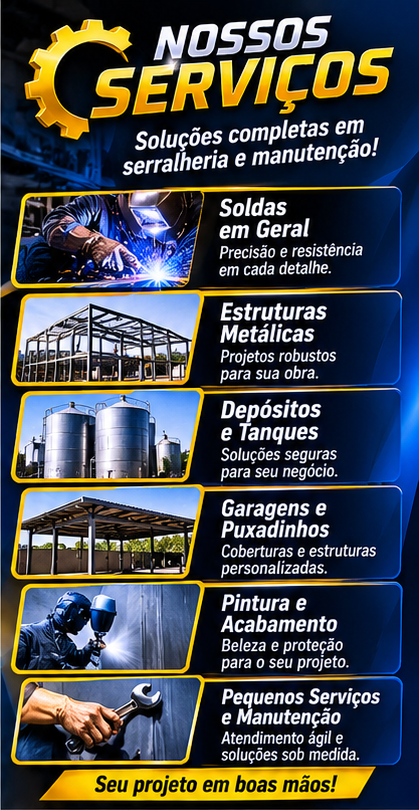 NOSSOS
SERVIÇOS
Soluções completas em
serralheria e manutenção!
Soldas
em Geral
Precisão e resistência
em cada detalhe.
Estruturas
Metálicas
Projetos robustos
para sua obra.
Depósitos
e Tanques
Soluções seguras
para seu negócio.
Garagens e
Puxadinhos
Coberturas e estruturas
personalizadas.
Pintura e
Acabamento
Beleza e proteção
para o seu projeto.
Pequenos Serviços
e Manutenção
Atendimento ágil e
soluções sob medida.
Seu projeto em boas mãos!